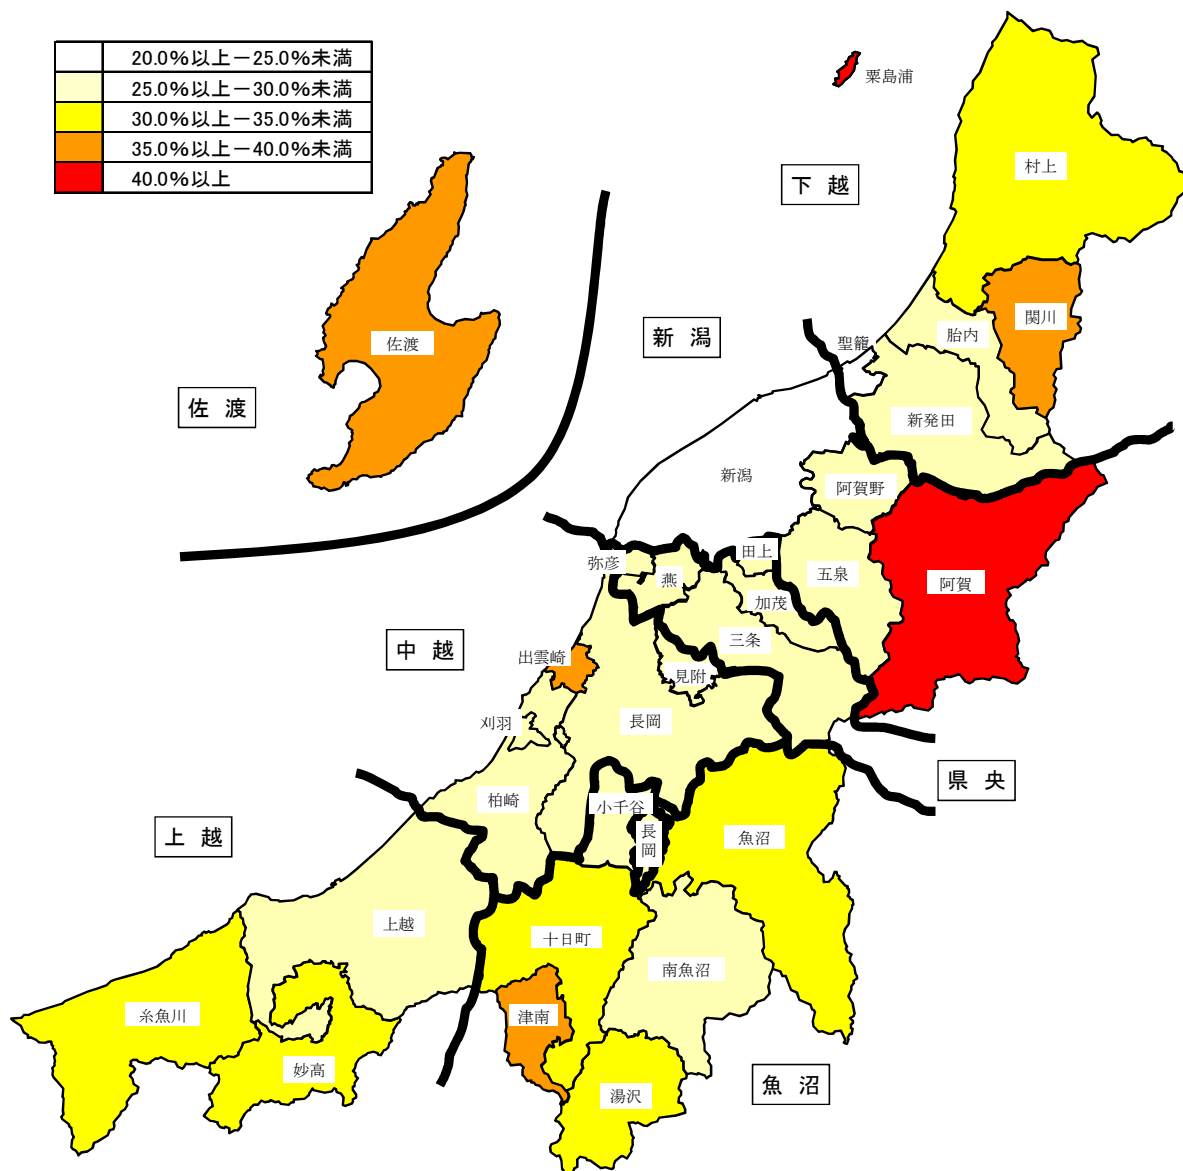 20.0%以上－25.0%未満
25.0%以上－30.0%未満
30.0%以上－35.0%未満
35.0%以上－40.0%未満
40.0%以上
粟島浦
村上
下越
関川
新潟
胎内
聖籠
佐渡
佐渡
新発田
新潟
阿賀野
田上
弥彦
燕
五泉
阿賀
加茂
中越
三条
出雲崎
見附
長岡
刈羽
県央
柏崎
小千谷
長岡
上越
魚沼
上越
十日町
南魚沼
糸魚川
津南
妙高
魚沼
湯沢